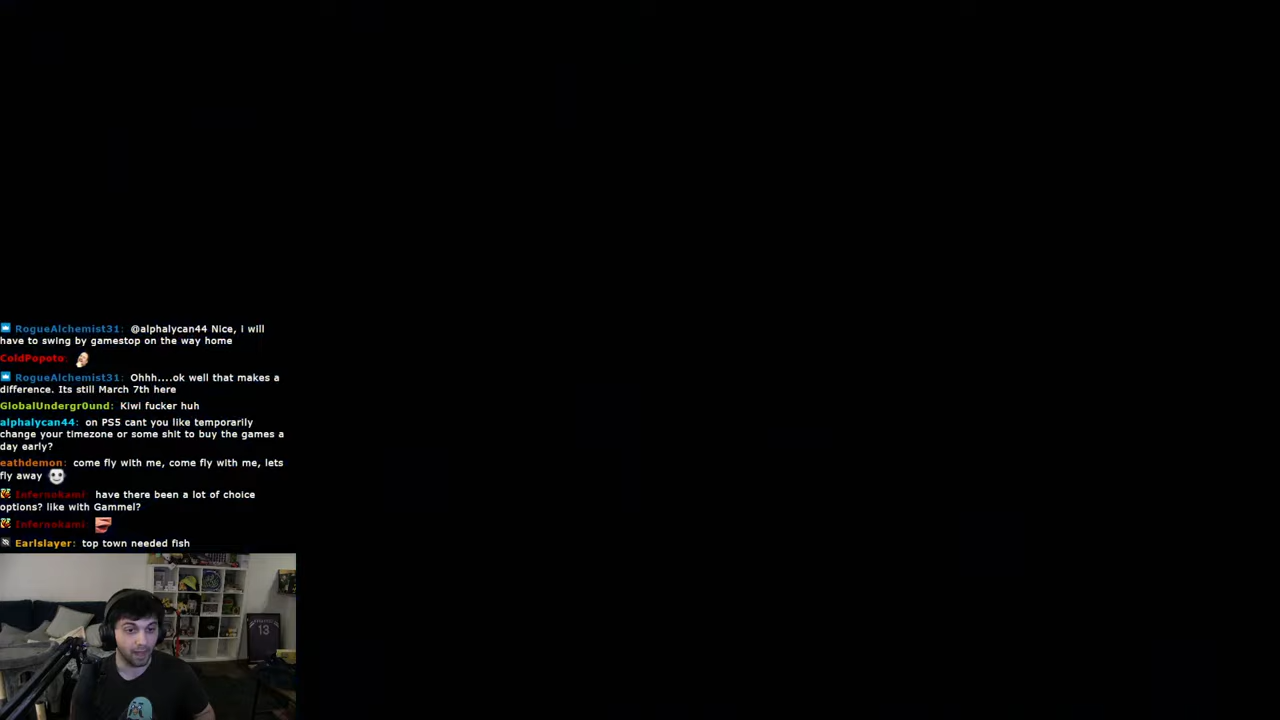 RogueAlchemist31: @alphalycan44 Nice, i will
have to swing by gamestop on the way home
ColdPopoto:
RogueAlchemist31: Ohhh....ok well that makes a
difference. Its still March 7th here
GlobalUndergr0und: Kiwi fucker huh
alphalycan44: on PS5 cant you like temporarily
change your timezone or some shit to buy the games a
day early?
eathdemon: come fly with me, come fly with me, lets
fly away
Infernokami: have there been a lot of choice
options? like with Gammel?
Infernokami:
Earlslayer: top town needed fish
13